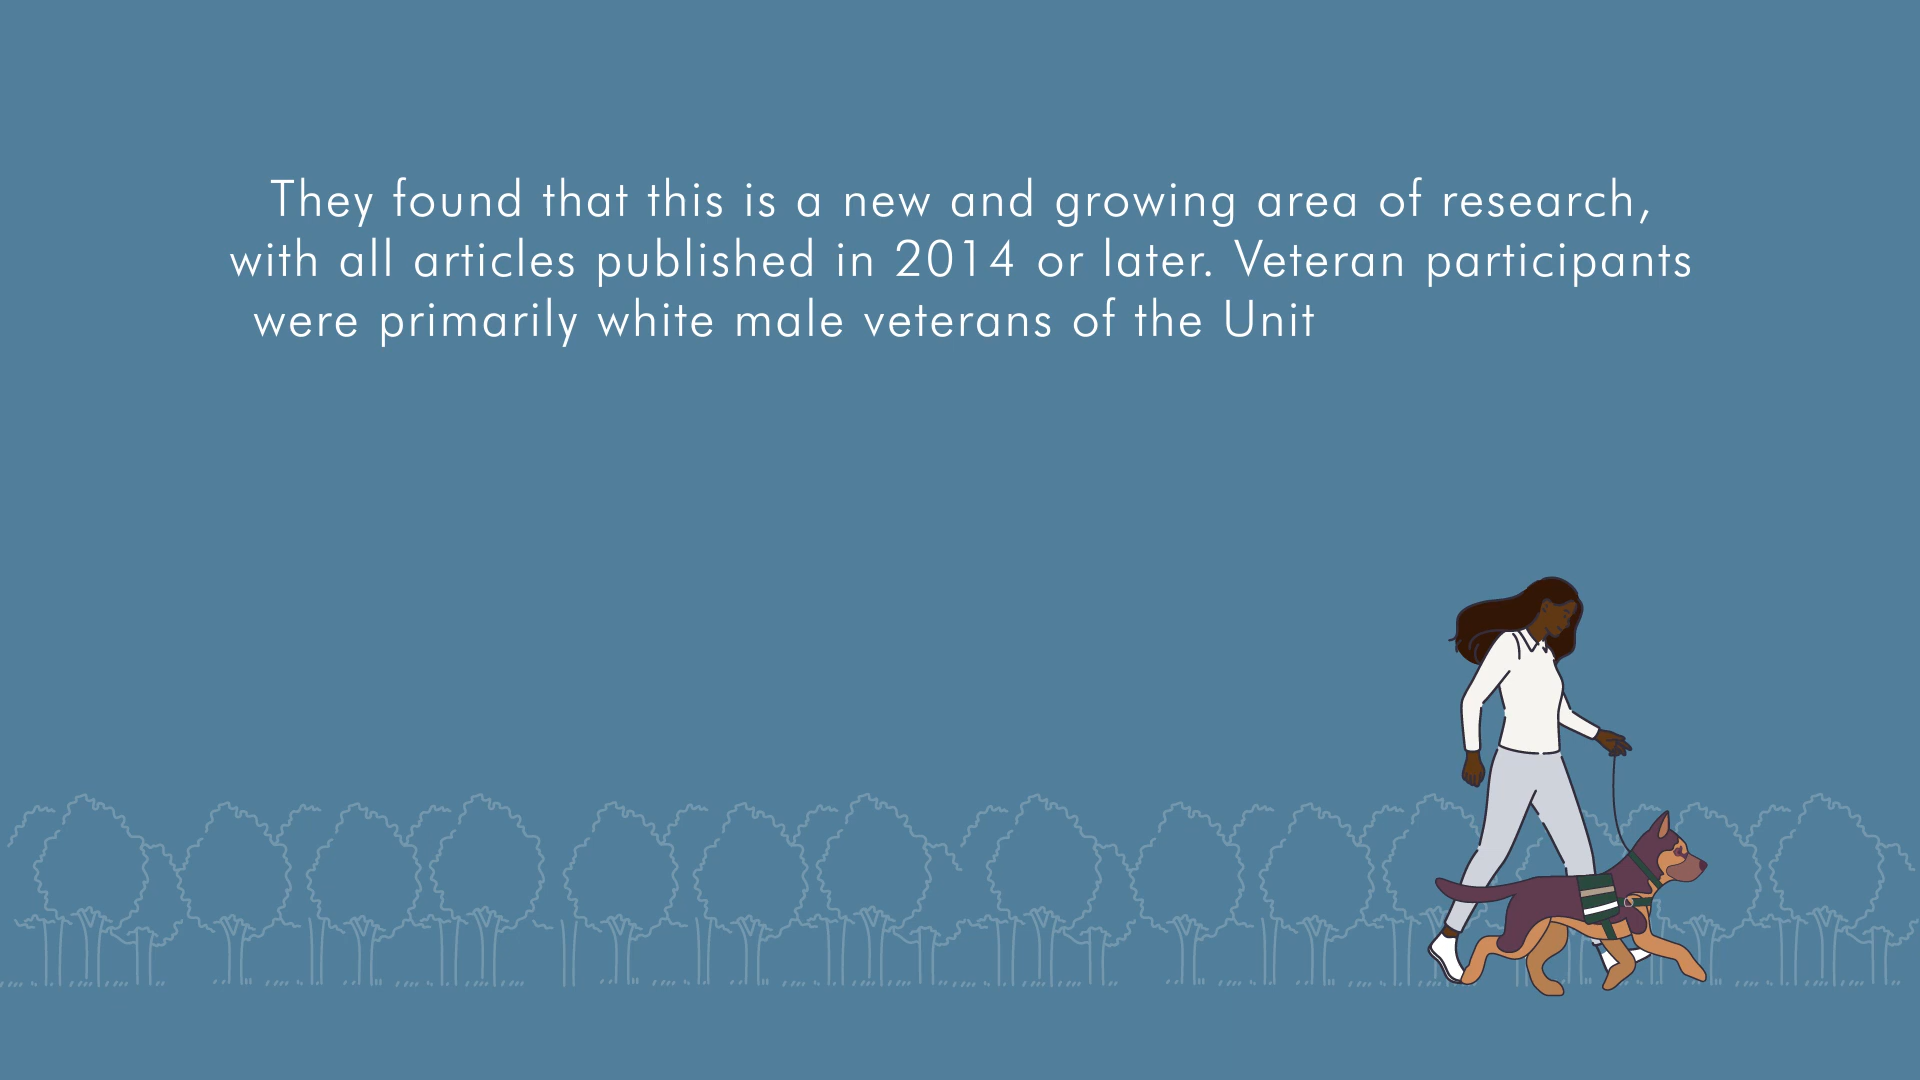 They found that this is a new and growing area of research,
with all articles published in 2014 or later. Veteran participants
were primarily white male veterans of the Unit